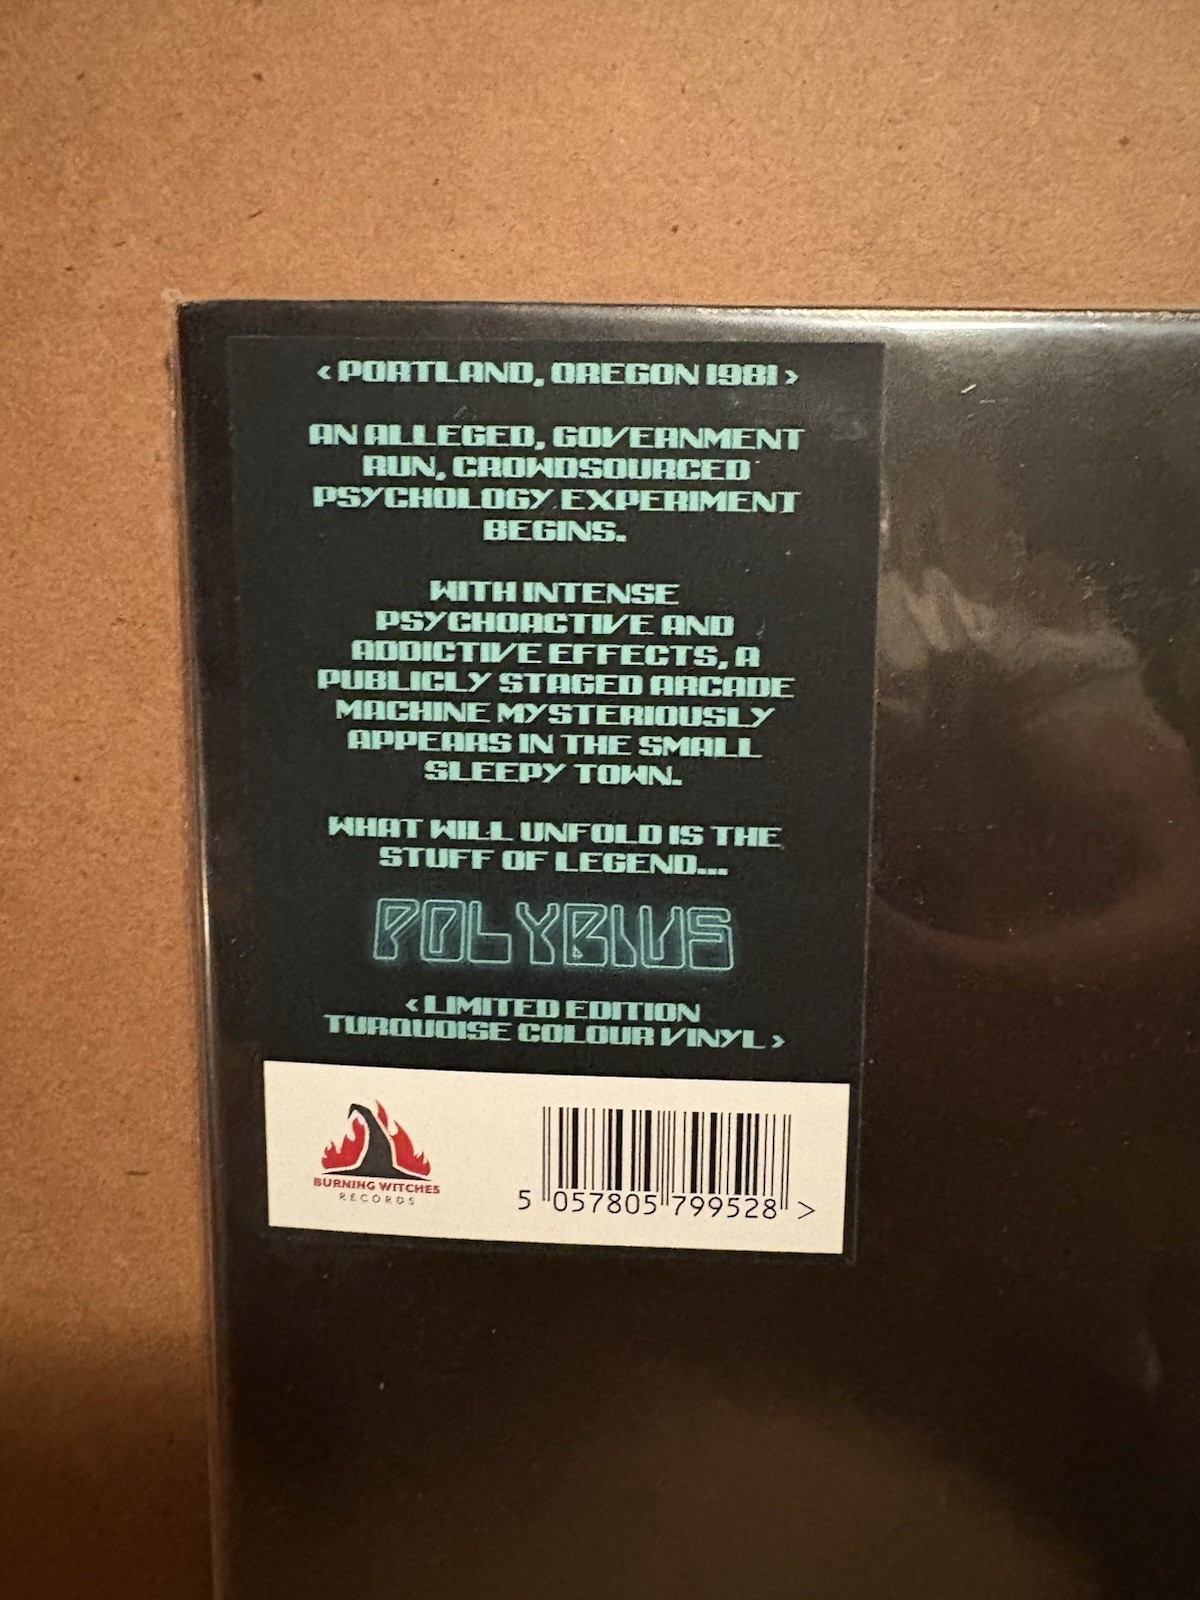 < PORTLAND, OREGON 1981 >
AN ALLEGED, GOVERNMENT
RUN, CROWDSOURCED
PSYCHOLOGY EXPERIMENT
BEGINS.
WITH INTENSE
PSYCHOACTIVE AND
ADDICTIVE EFFECTS, A
PUBLICLY STAGED ARCADE
MACHINE MYSTERIOUSLY
APPEARS IN THE SMALL
SLEEPY TOWN.
WHAT WILL UNFOLD IS THE
STUFF OF LEGEND...
POLYBIUS
< LIMITED EDITION
TURQUOISE COLOUR VINYL >
BURNING WITCHES
RECORDS
5 057805 799528 >